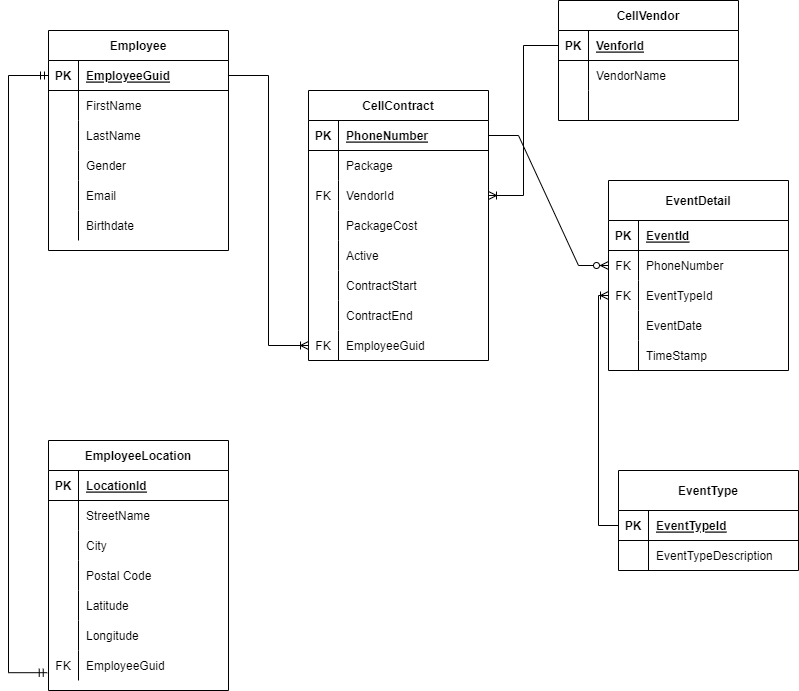 Employee
PK EmployeeGuid
FirstName
LastName
Gender
Email
Birthdate
CellContract
PK PhoneNumber
Package
FK VendorId
PackageCost
Active
ContractStart
ContractEnd
FK EmployeeGuid
CellVendor
PK VenforId
VendorName
EventDetail
PK EventId
FK PhoneNumber
FK EventTypeId
EventDate
TimeStamp
EmployeeLocation
PK LocationId
StreetName
City
Postal Code
Latitude
Longitude
FK EmployeeGuid
EventType
PK EventTypeId
EventTypeDescription